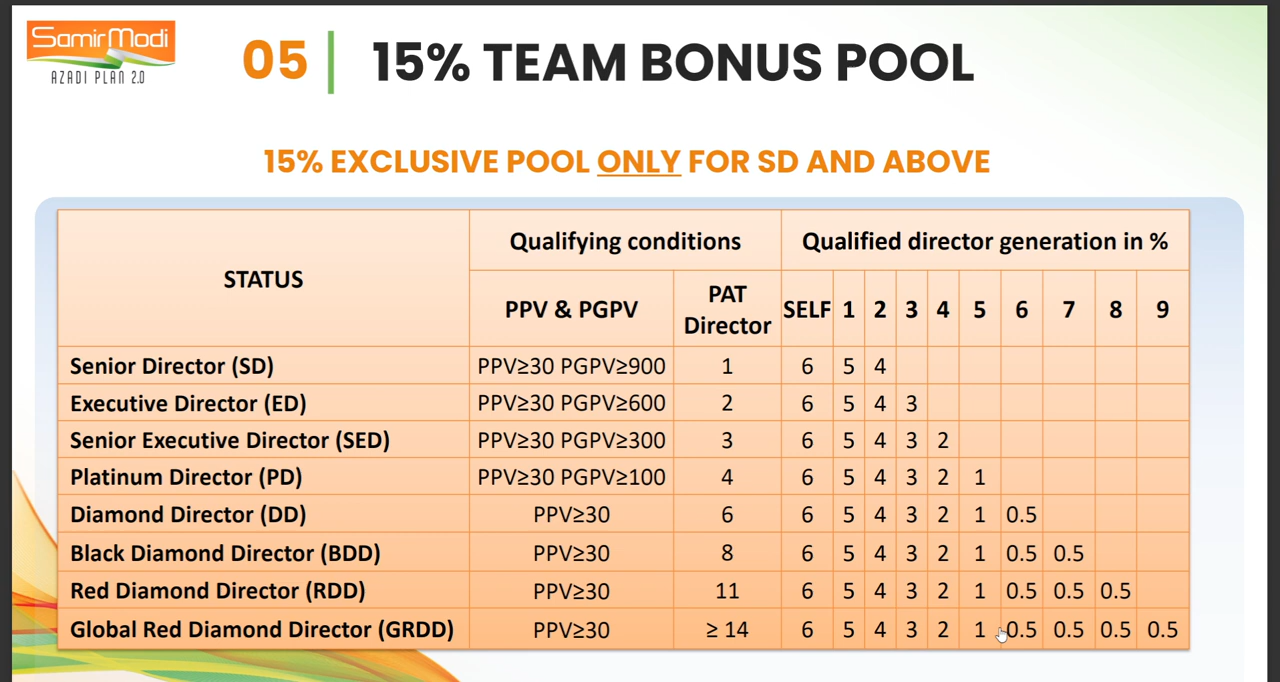 SamirModi
AZADI PLAN 2.0
05 | 15% TEAM BONUS POOL
15% EXCLUSIVE POOL ONLY FOR SD AND ABOVE
STATUS Qualifying conditions Qualified director generation in %
PPV & PGPV PAT Director SELF 1 2 3 4 5 6 7 8 9
Senior Director (SD) PPV≥30 PGPV≥900 1 6 5 4
Executive Director (ED) PPV≥30 PGPV≥600 2 6 5 4 3
Senior Executive Director (SED) PPV≥30 PGPV≥300 3 6 5 4 3 2
Platinum Director (PD) PPV≥30 PGPV≥100 4 6 5 4 3 2 1
Diamond Director (DD) PPV≥30 6 6 5 4 3 2 1 0.5
Black Diamond Director (BDD) PPV≥30 8 6 5 4 3 2 1 0.5 0.5
Red Diamond Director (RDD) PPV≥30 11 6 5 4 3 2 1 0.5 0.5 0.5
Global Red Diamond Director (GRDD) PPV≥30 ≥ 14 6 5 4 3 2 1 0.5 0.5 0.5 0.5